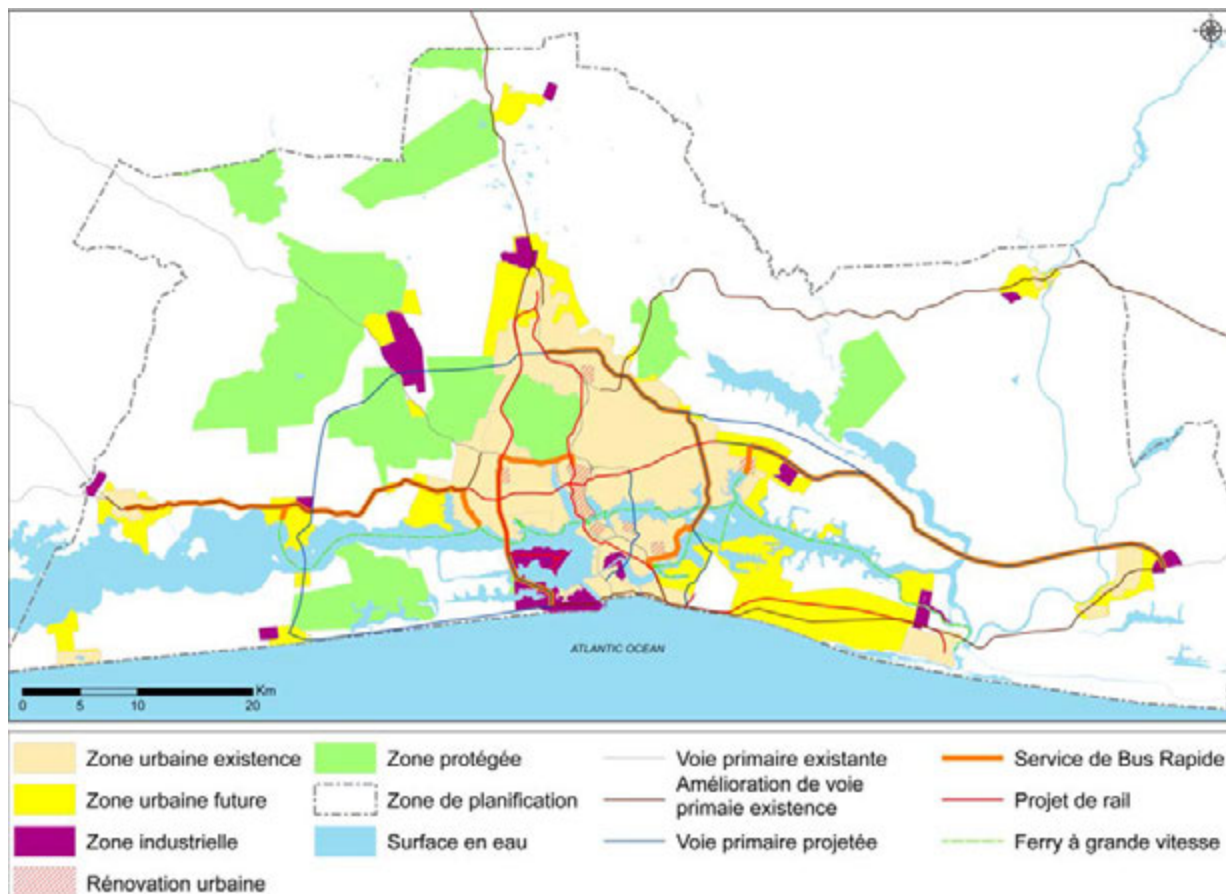 ATLANTIC OCEAN
Km
0 5 10 20
Zone urbaine existence
Zone urbaine future
Zone industrielle
Rénovation urbaine
Zone protégée
Zone de planification
Surface en eau
Voie primaire existante
Amélioration de voie
primaie existence
Voie primaire projetée
Service de Bus Rapide
Projet de rail
Ferry à grande vitesse